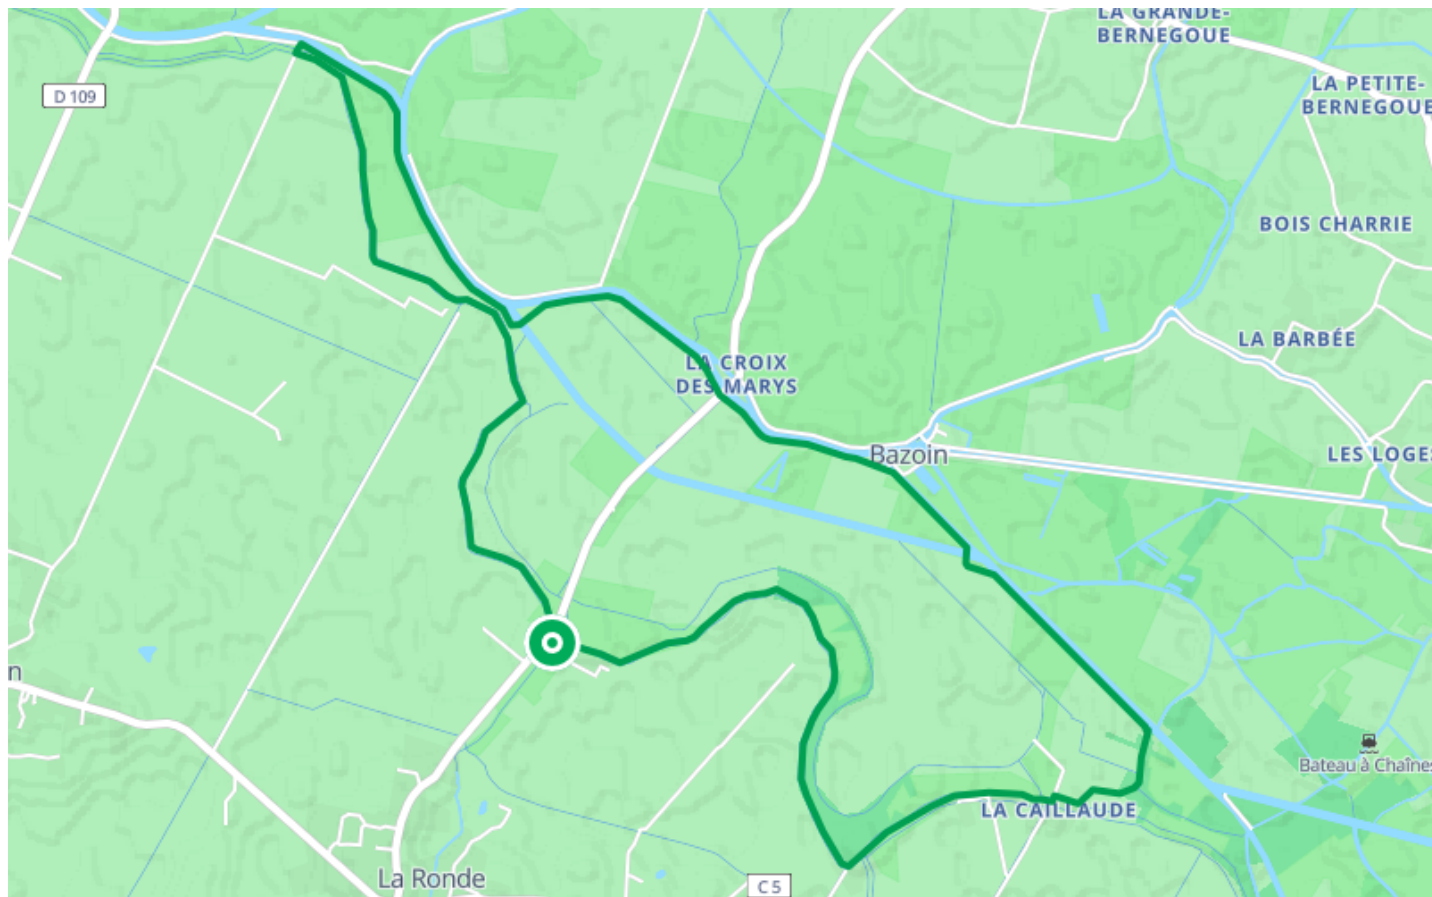 LA GRANDE-
BERNEGOUE
LA PETITE-
BERNEGOUE
D 109
BOIS CHARRIE
LA BARBÉE
LA CROIX
DES MARYS
Bazoin
LES LOGES
n
Bateau à Chaînes
LA CAILLAUDE
La Ronde
C 5